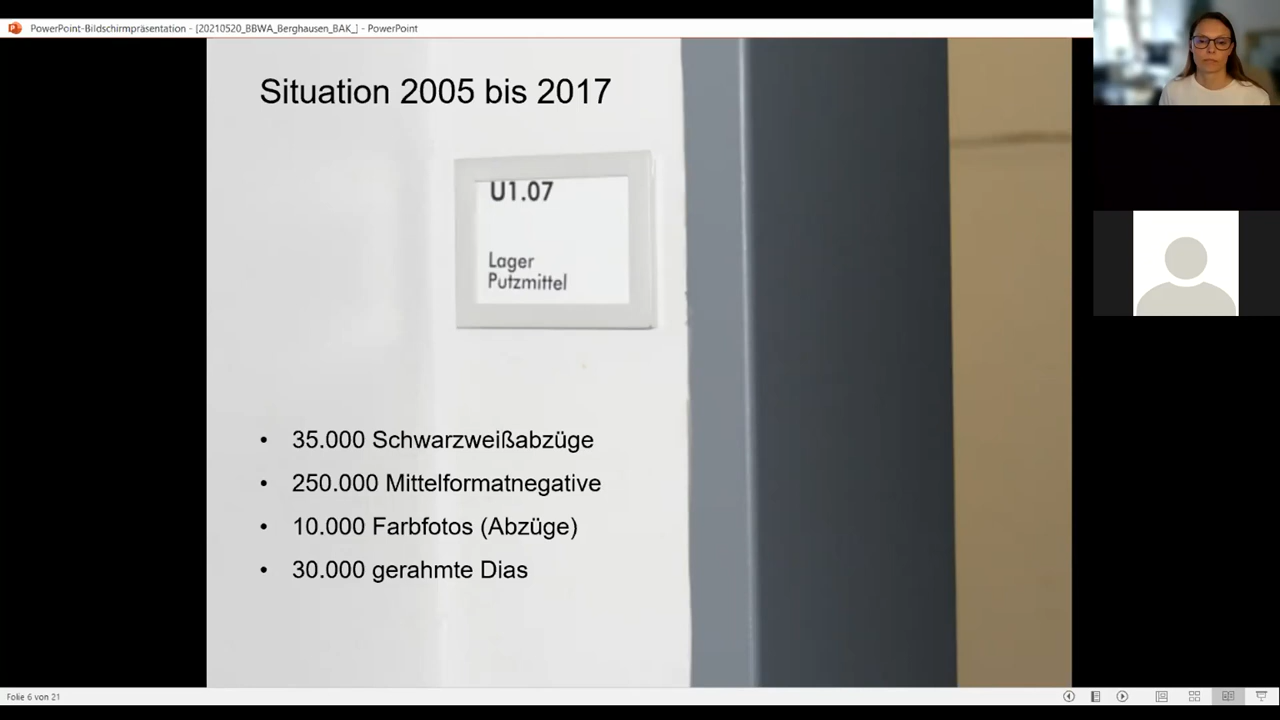 PowerPoint-Bildschirmpräsentation - [20210520_BBWA_Berghausen_BAK_] - PowerPoint
Situation 2005 bis 2017
U1.07
Lager
Putzmittel
• 35.000 Schwarzweißabzüge
• 250.000 Mittelformatnegative
• 10.000 Farbfotos (Abzüge)
• 30.000 gerahmte Dias
Folie 6 von 21